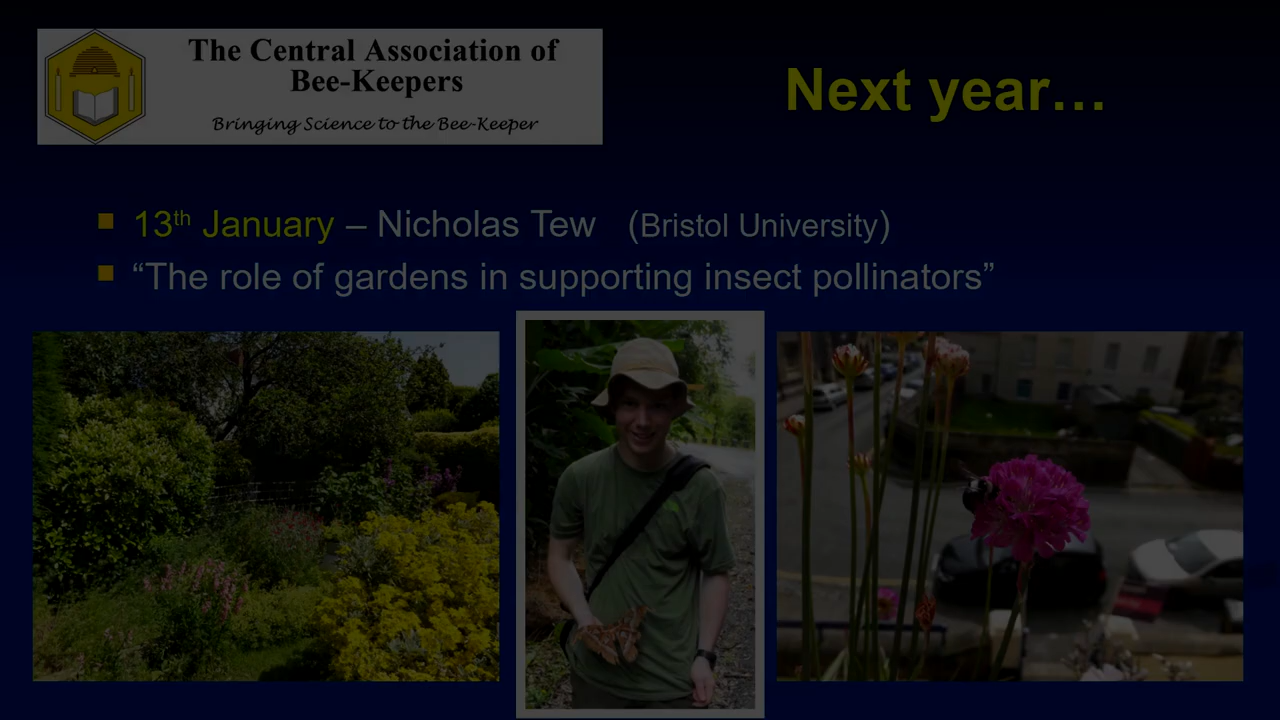 The Central Association of
Bee-Keepers
Bringing Science to the Bee-Keeper
Next year…
13th January – Nicholas Tew (Bristol University)
“The role of gardens in supporting insect pollinators”